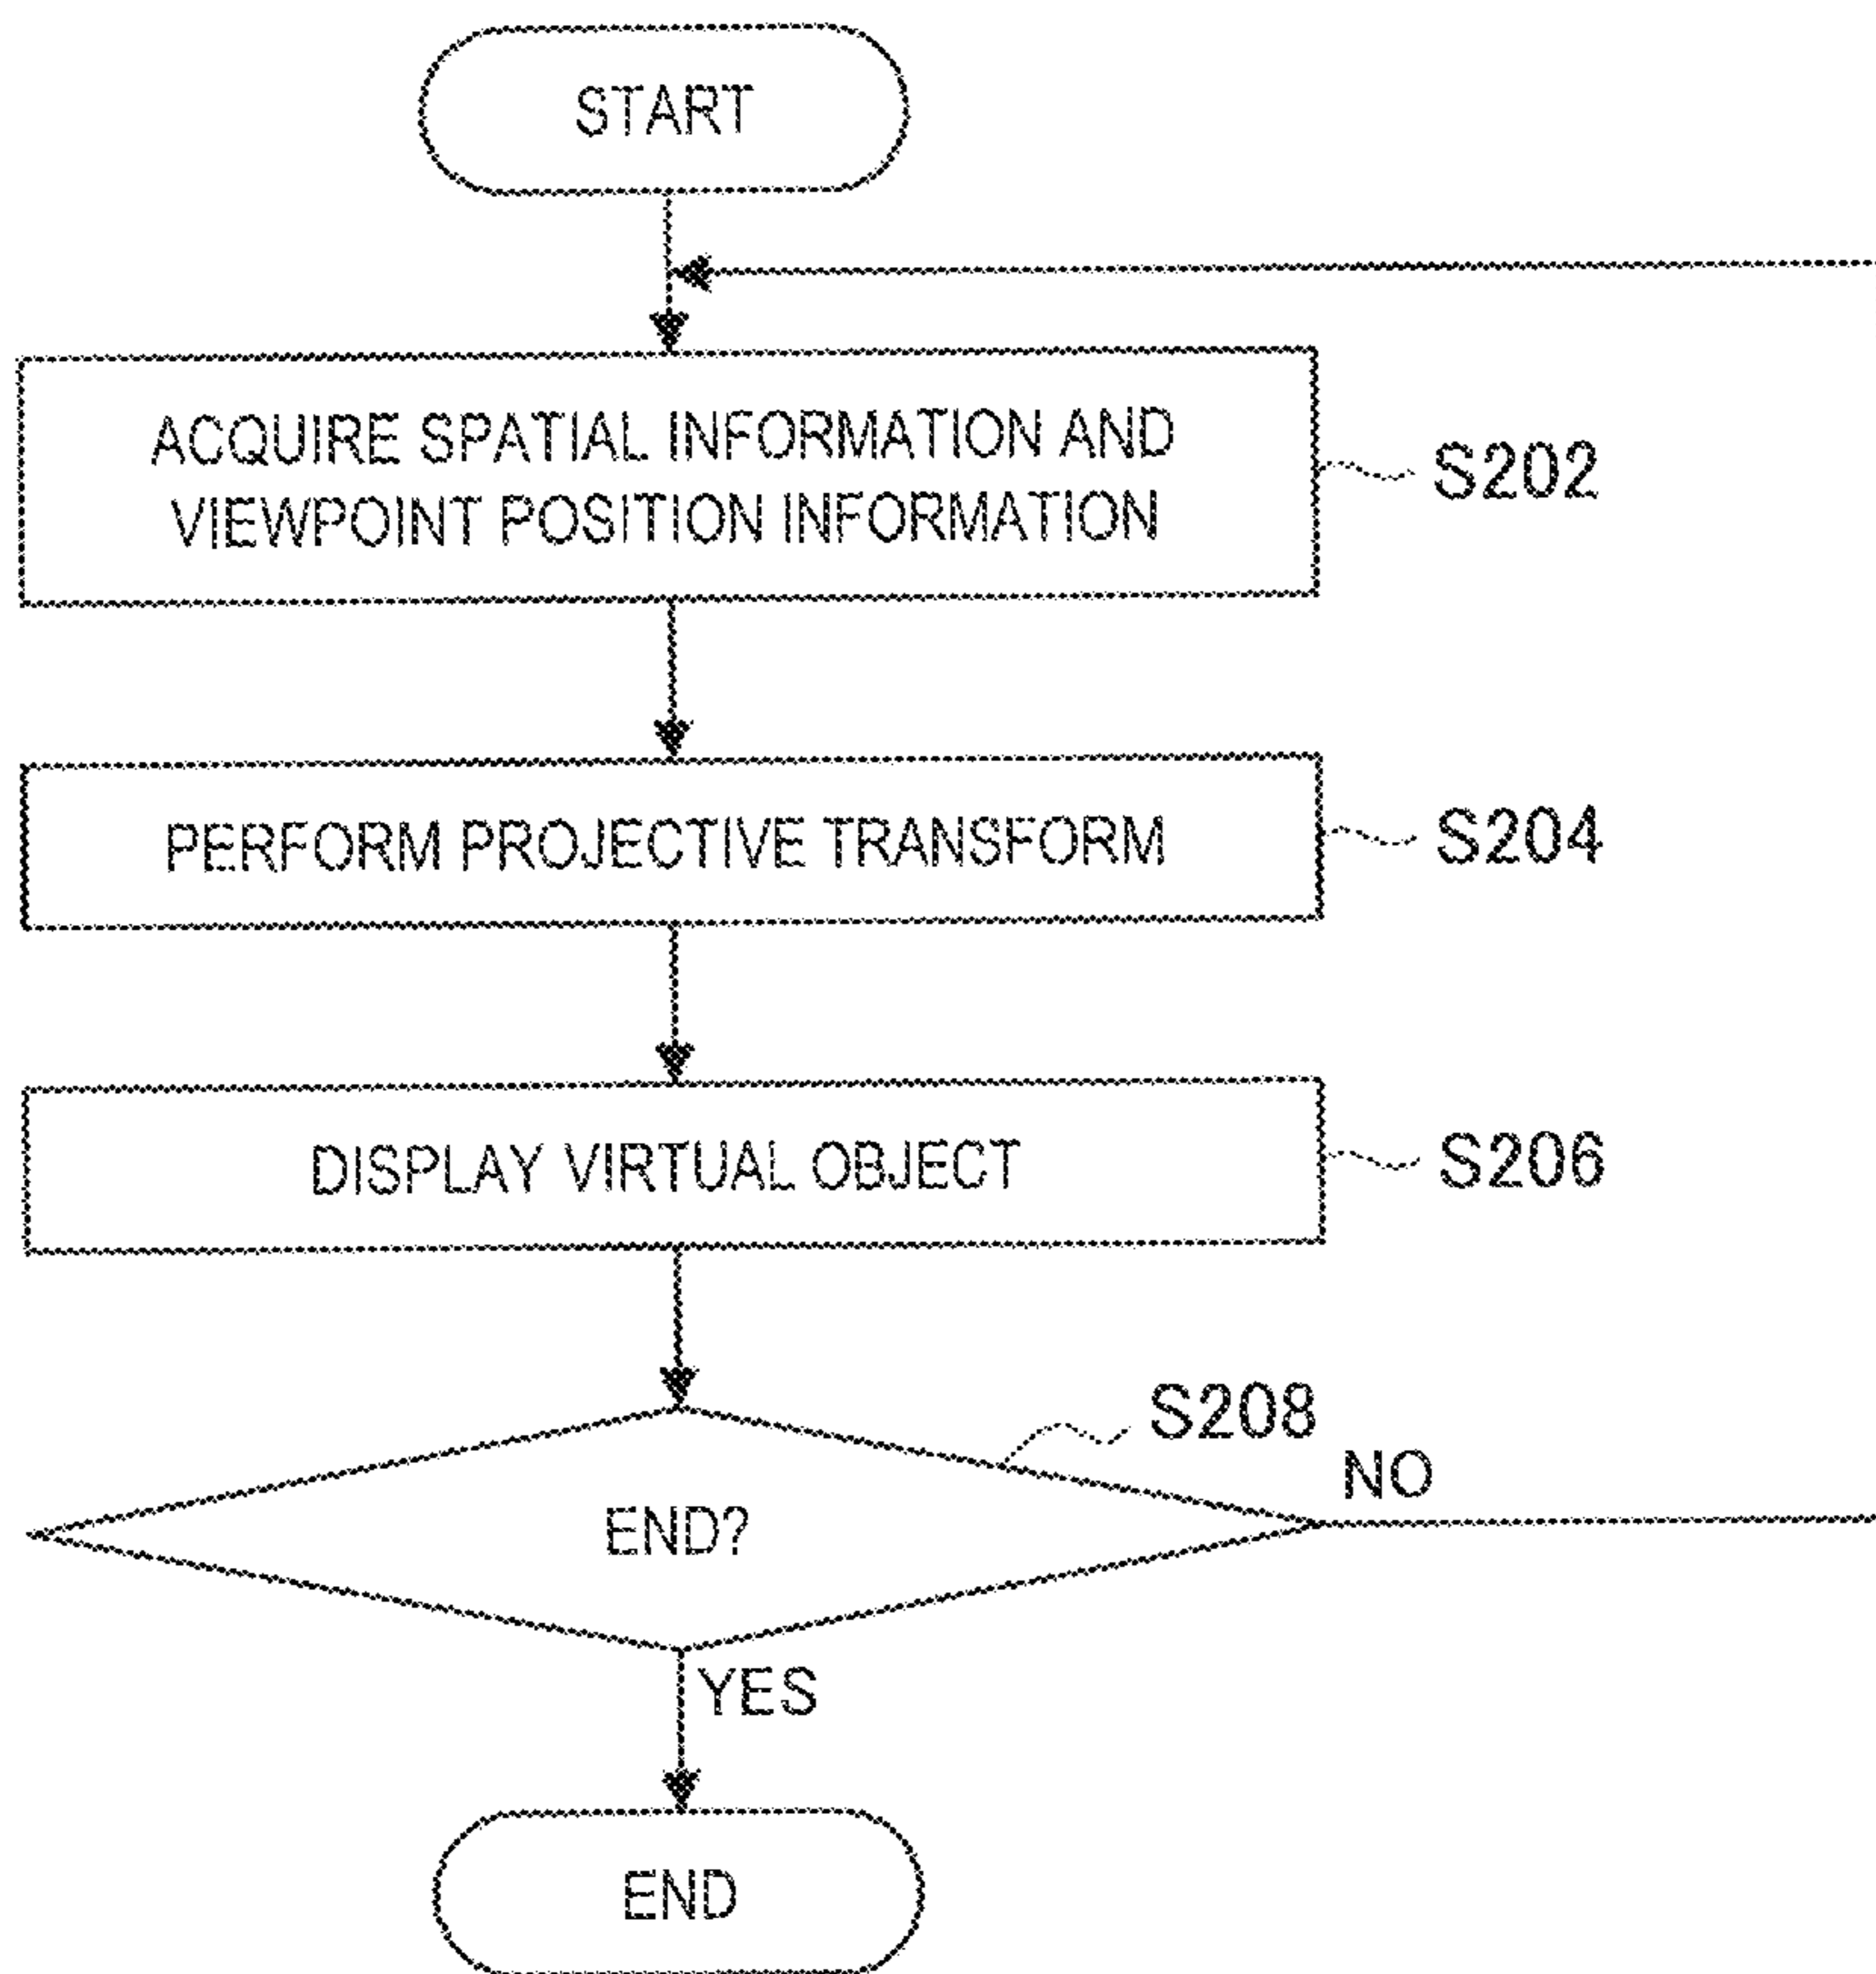 START
ACQUIRE SPATIAL INFORMATION AND
VIEWPOINT POSITION INFORMATION
S202
PERFORM PROJECTIVE TRANSFORM
S204
DISPLAY VIRTUAL OBJECT
S206
S208
NO
END?
YES
END